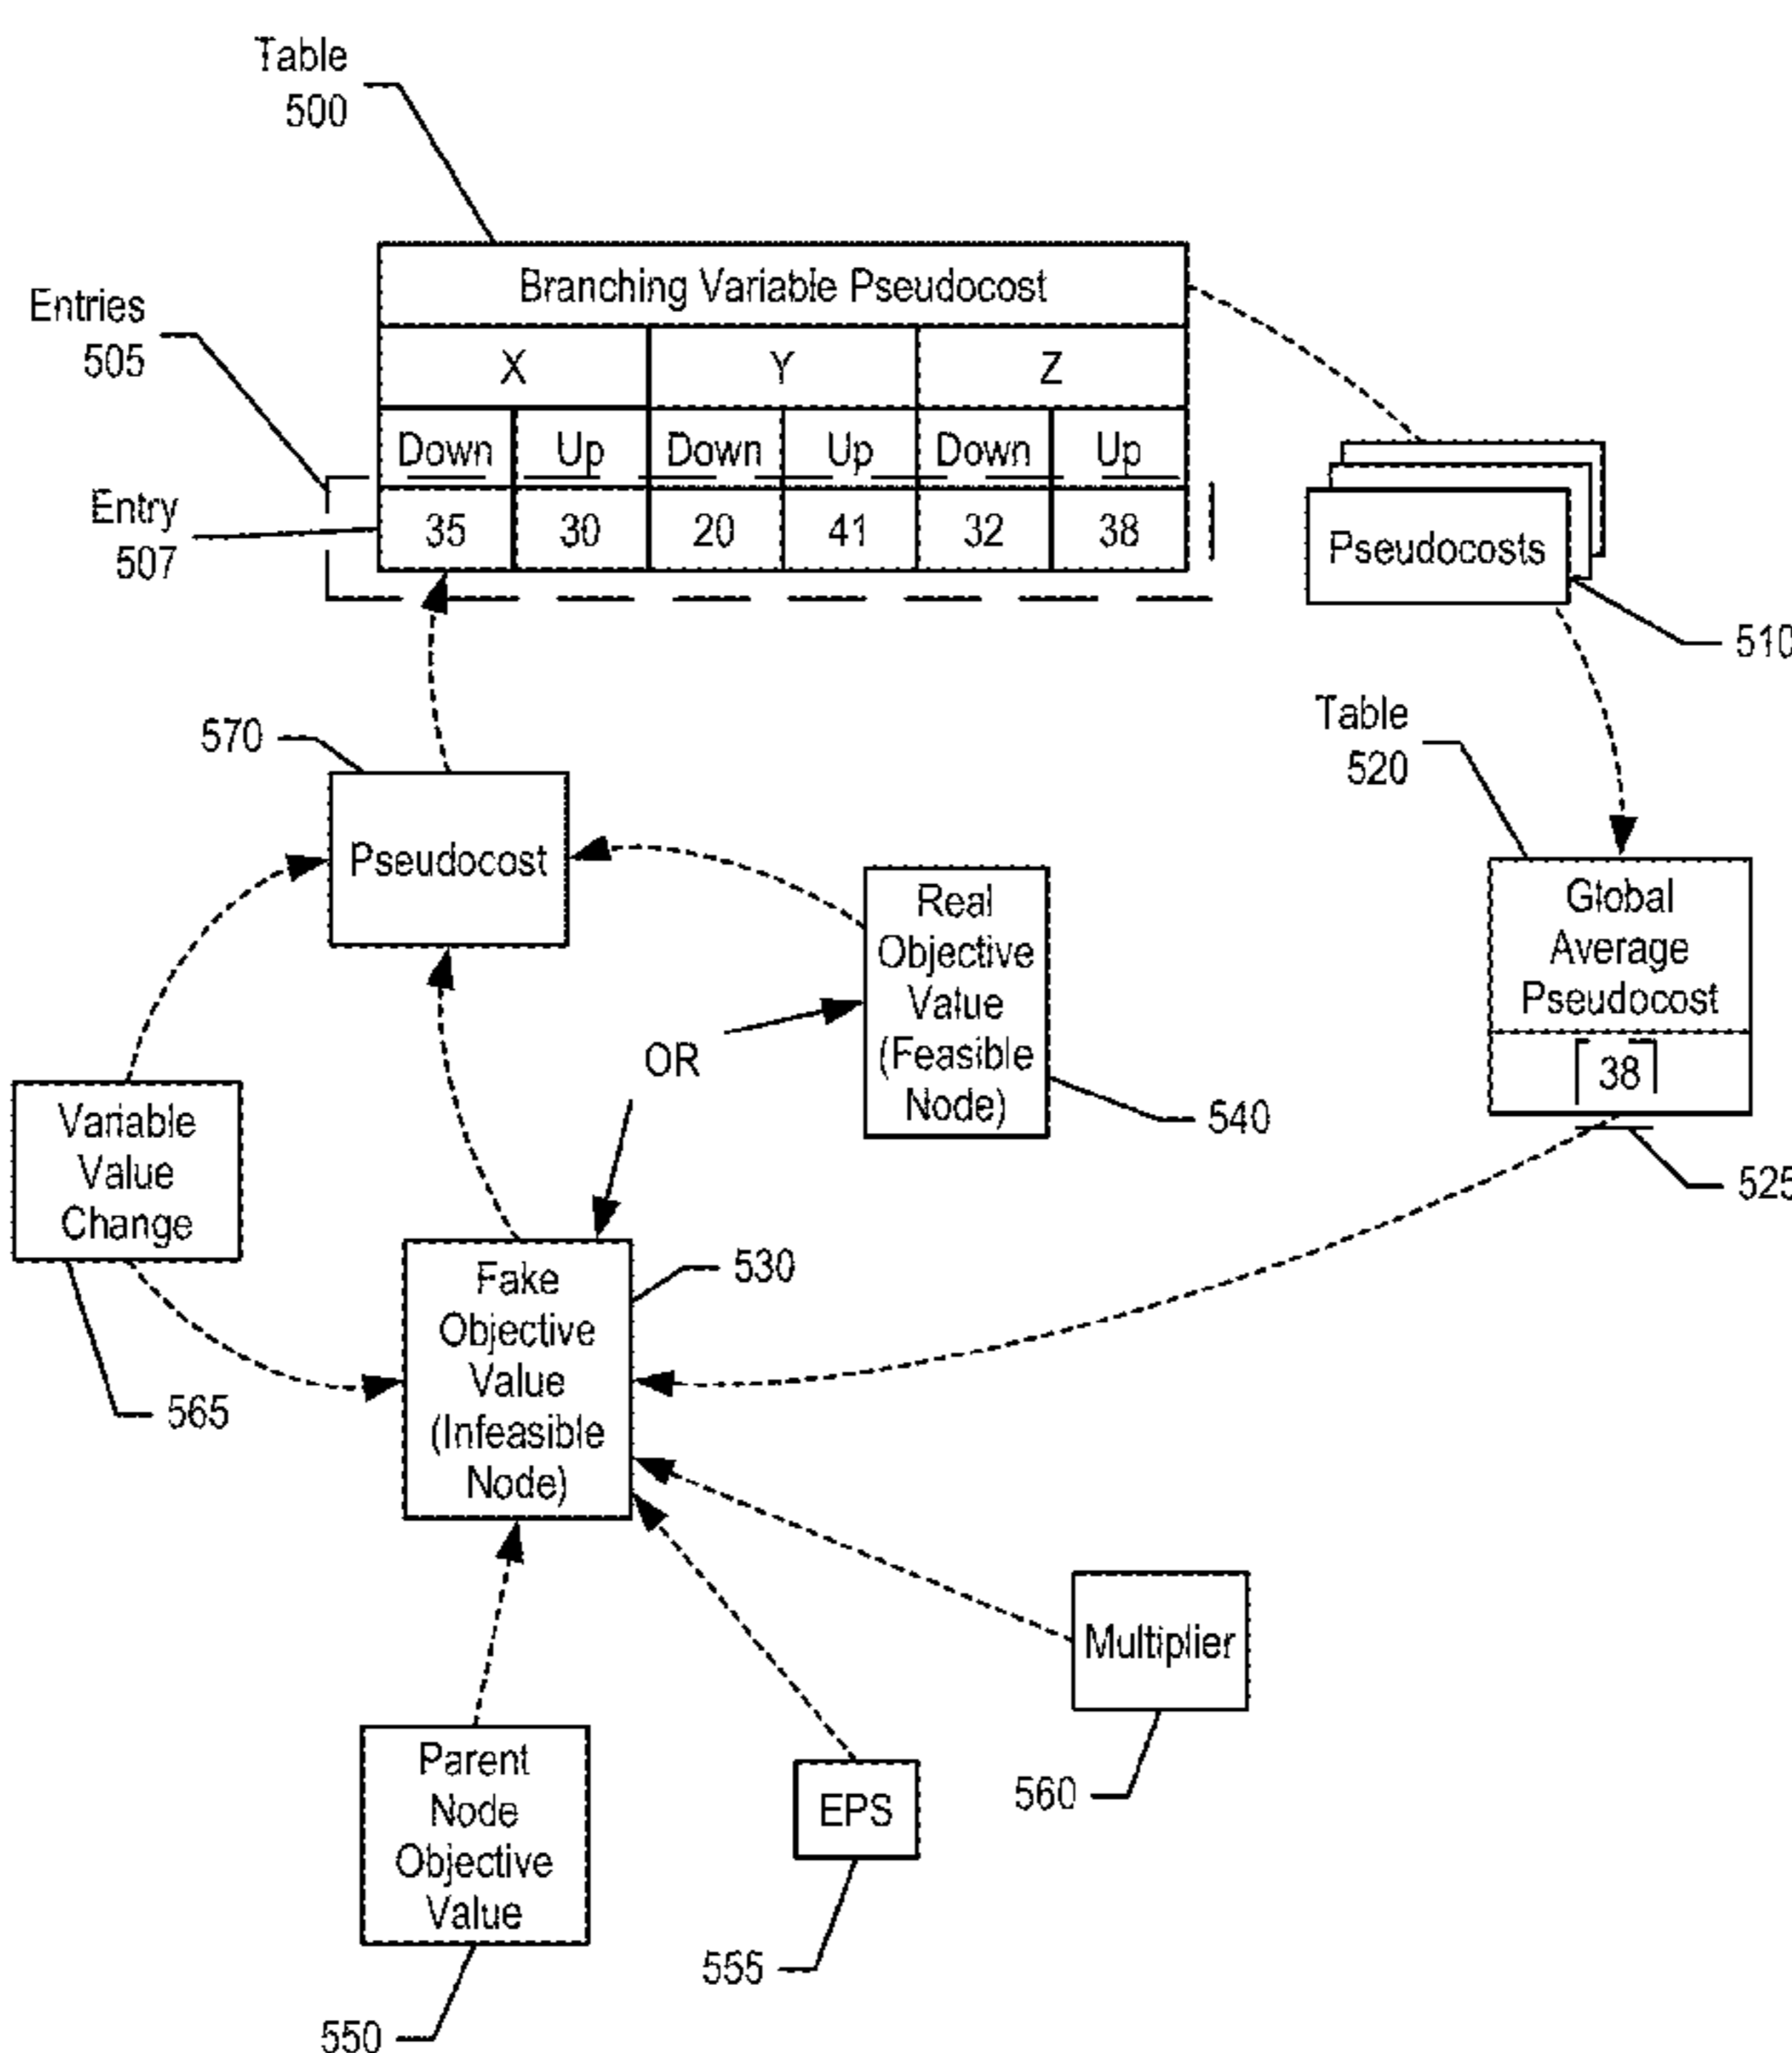 Table
500
Branching Variable Pseudocost
Entries
505
X Y Z
Down Up Down Up Down Up
Entry
507
35 30 20 41 32 38
Pseudocosts
510
570
Table
520
Pseudocost
Real
Objective
Value
(Feasible
Node)
540
Global
Average
Pseudocost
38
525
OR
Variable
Value
Change
565
Fake
Objective
Value
(Infeasible
Node)
530
Multiplier
560
Parent
Node
Objective
Value
550
EPS
555